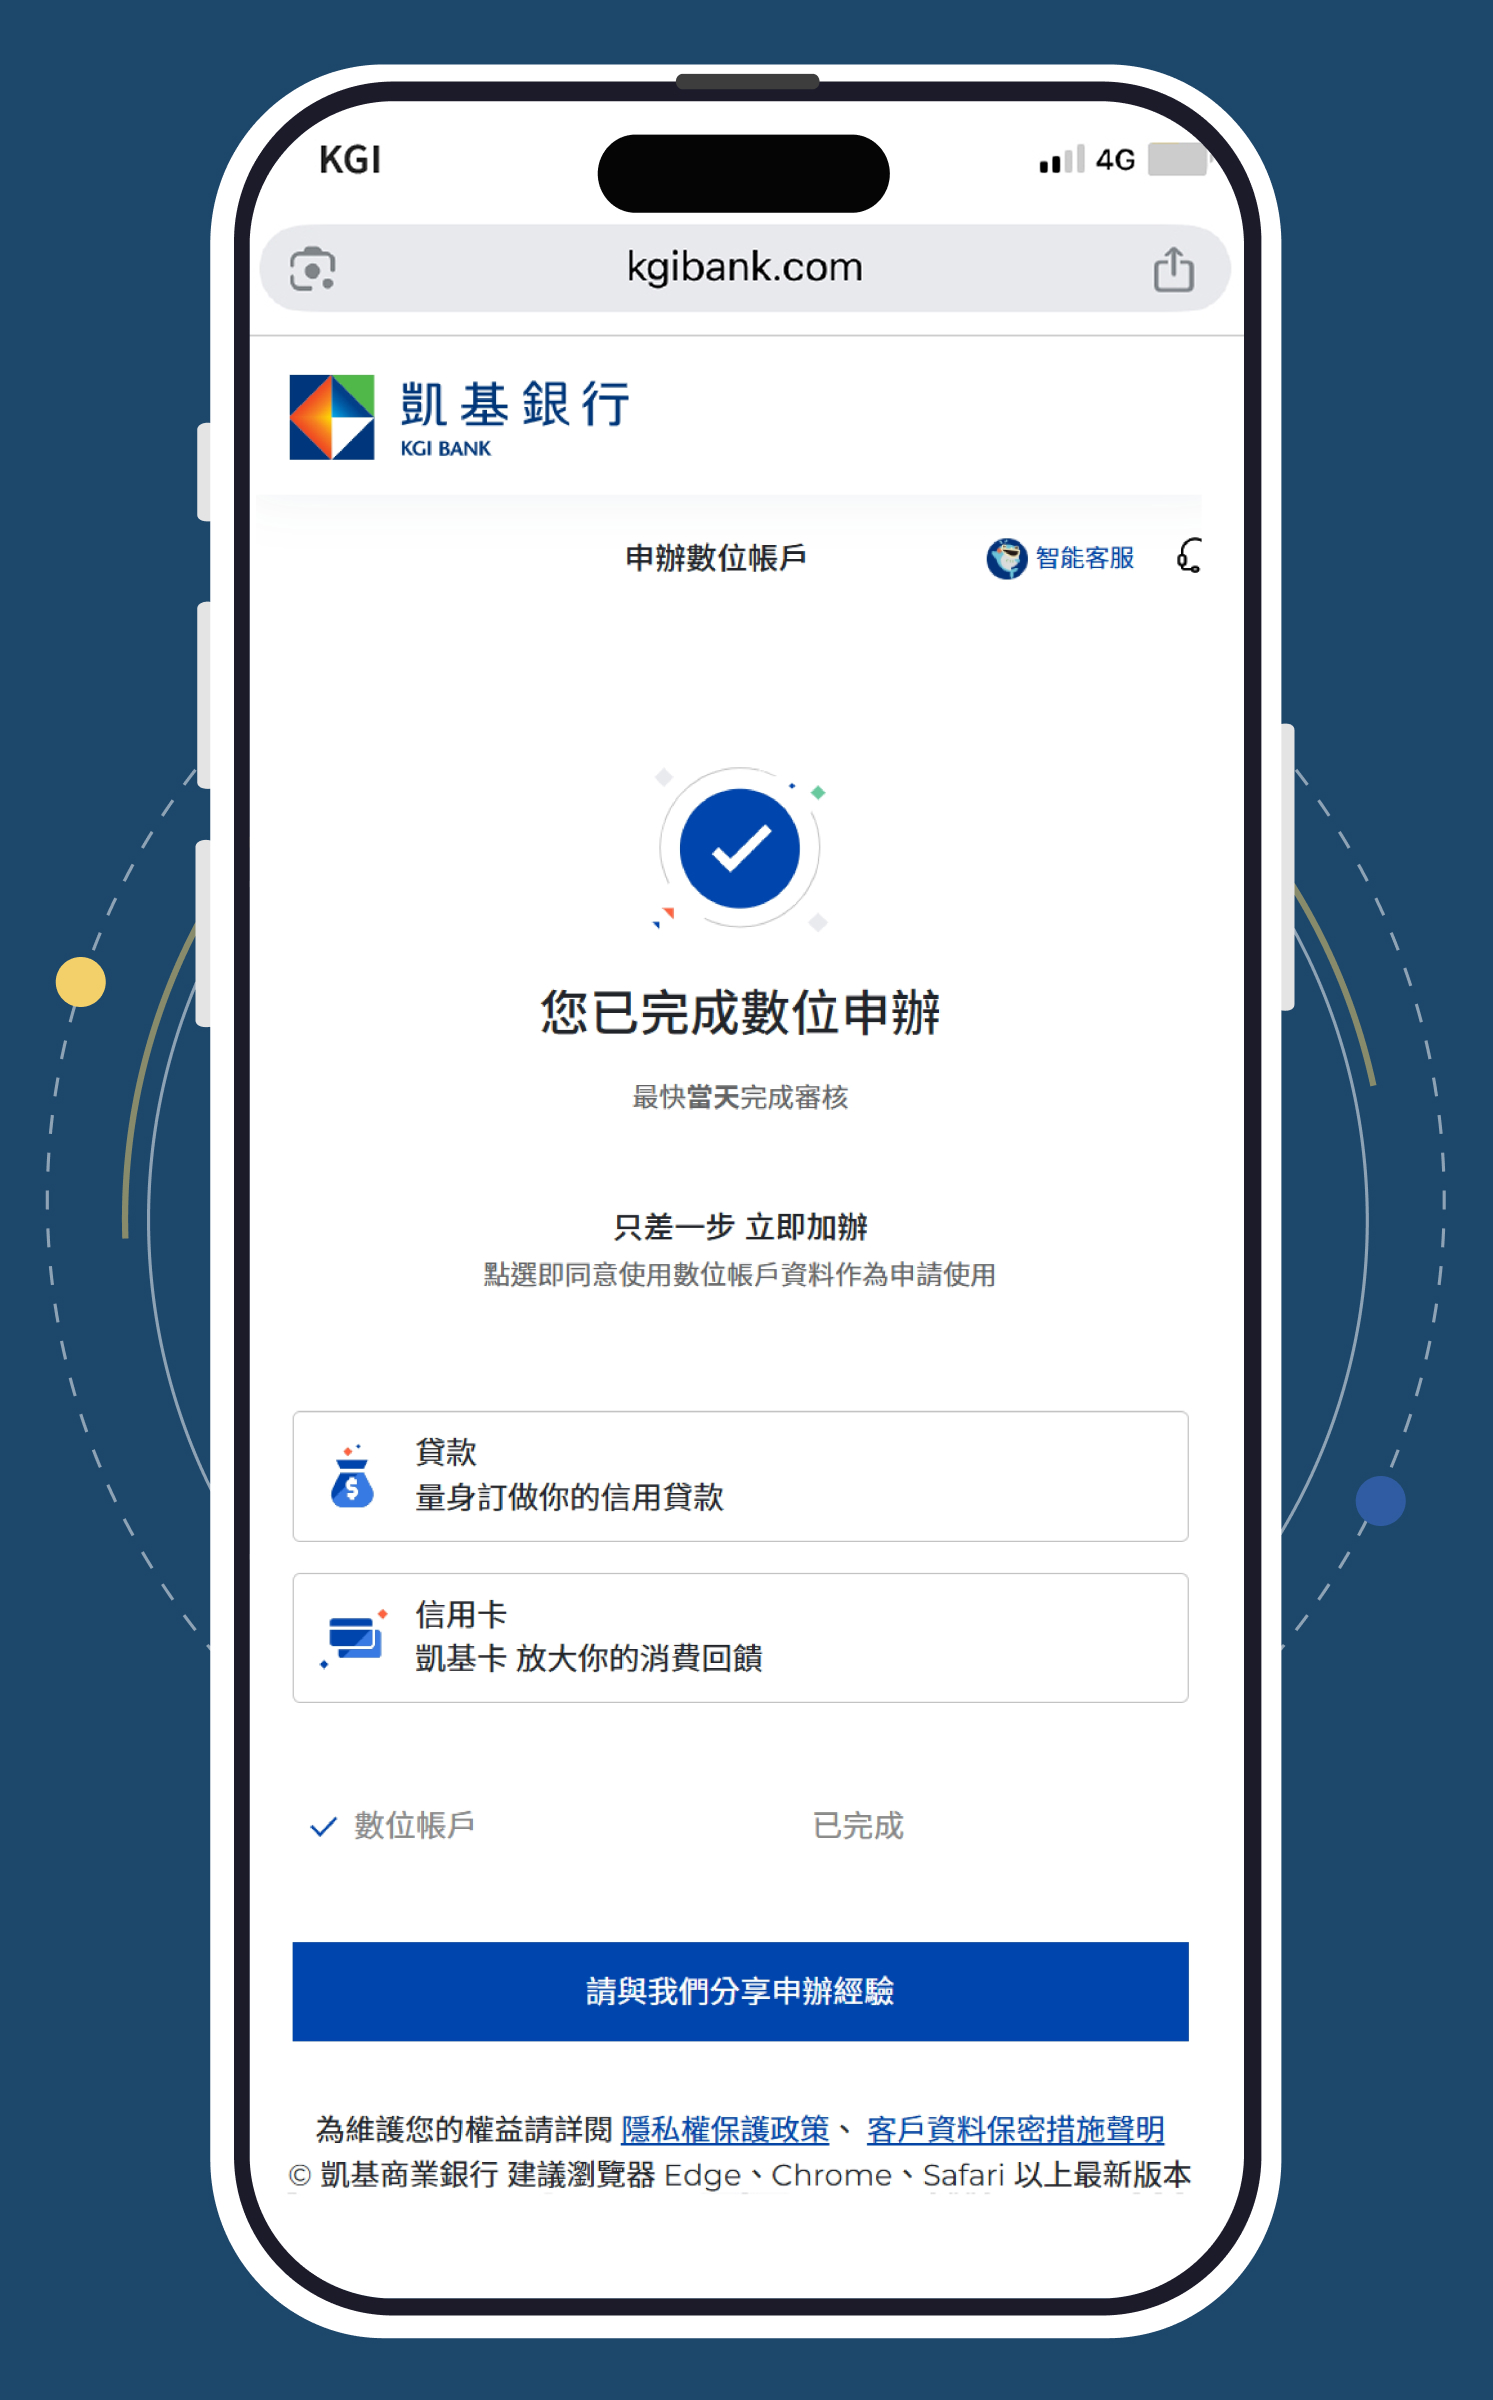 KGI
4G
kgibank.com
凱基銀行
KGI BANK
申辦數位帳戶
智能客服
您已完成數位申辦
最快當天完成審核
只差一步 立即加辦
點選即同意使用數位帳戶資料作為申請使用
貸款
量身訂做你的信用貸款
信用卡
凱基卡 放大你的消費回饋
數位帳戶
已完成
請與我們分享申辦經驗
為維護您的權益請詳閱 隱私權保護政策、 客戶資料保密措施聲明
© 凱基商業銀行 建議瀏覽器 Edge、Chrome、Safari 以上最新版本